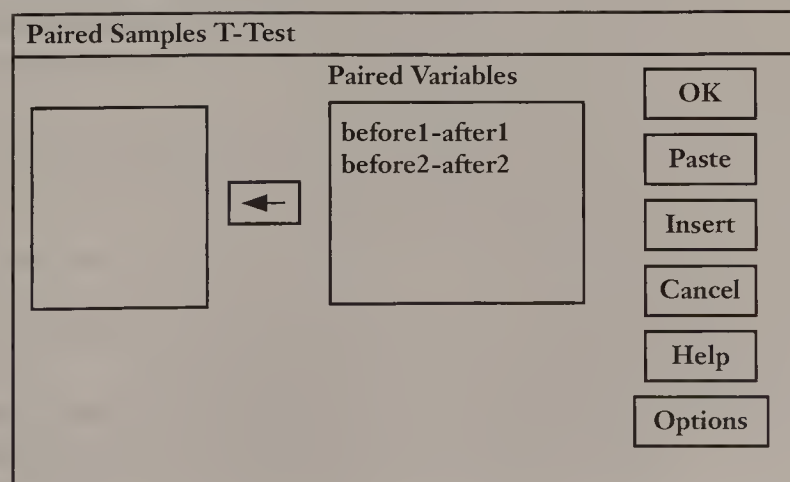 Paired Samples T-Test
Paired Variables
before1-after1
before2-after2
OK
Paste
Insert
Cancel
Help
Options